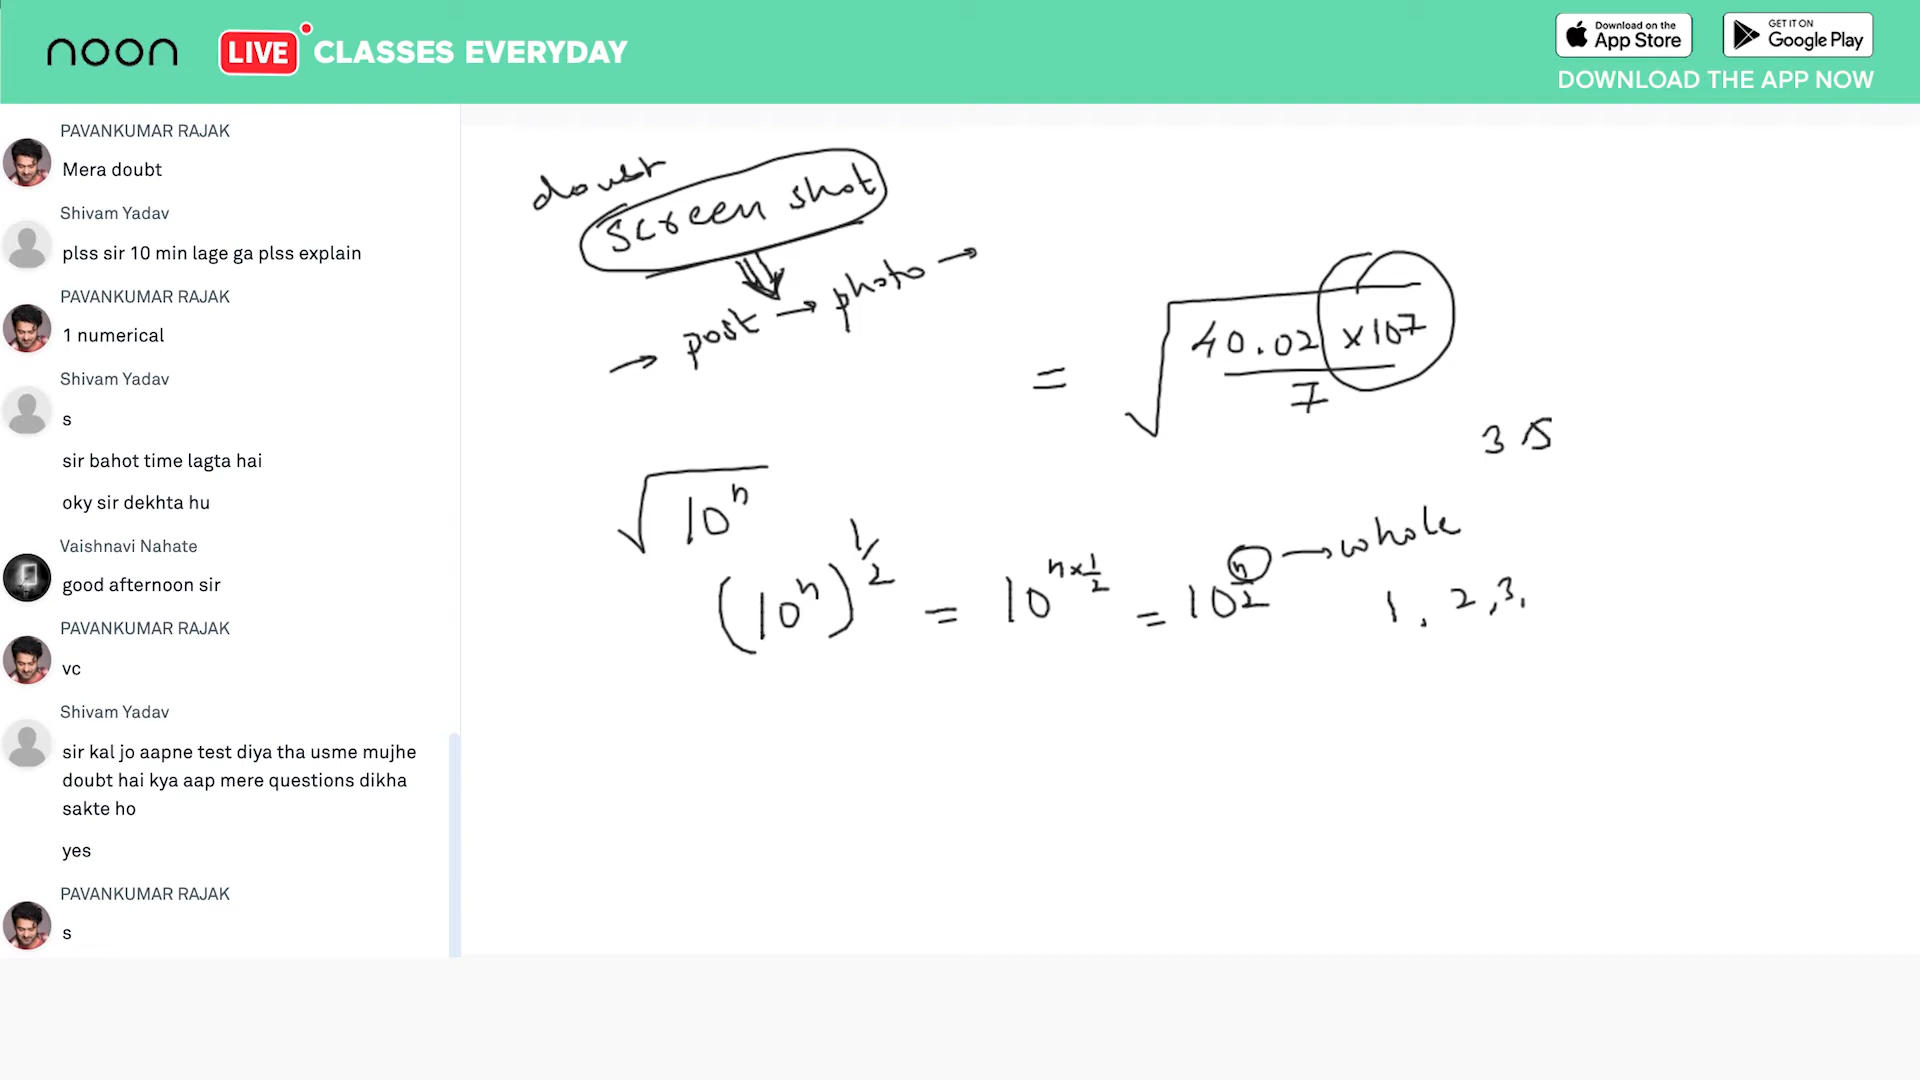 noon LIVE CLASSES EVERYDAY
Download on the App Store
GET IT ON Google Play
DOWNLOAD THE APP NOW
PAVANKUMAR RAJAK
Mera doubt
Shivam Yadav
plss sir 10 min lage ga plss explain
PAVANKUMAR RAJAK
1 numerical
Shivam Yadav
s
sir bahot time lagta hai
oky sir dekhta hu
Vaishnavi Nahate
good afternoon sir
PAVANKUMAR RAJAK
vc
Shivam Yadav
sir kal jo aapne test diya tha usme mujhe
doubt hai kya aap mere questions dikha
sakte ho
yes
PAVANKUMAR RAJAK
s
doubt
screen shot
→ post → photo →
= √(40.02 × 10⁷ / 7)
3.5
√(10ⁿ)
(10ⁿ)^(1/2) = 10^(n×1/2) = 10^(n/2) → whole
1, 2, 3,